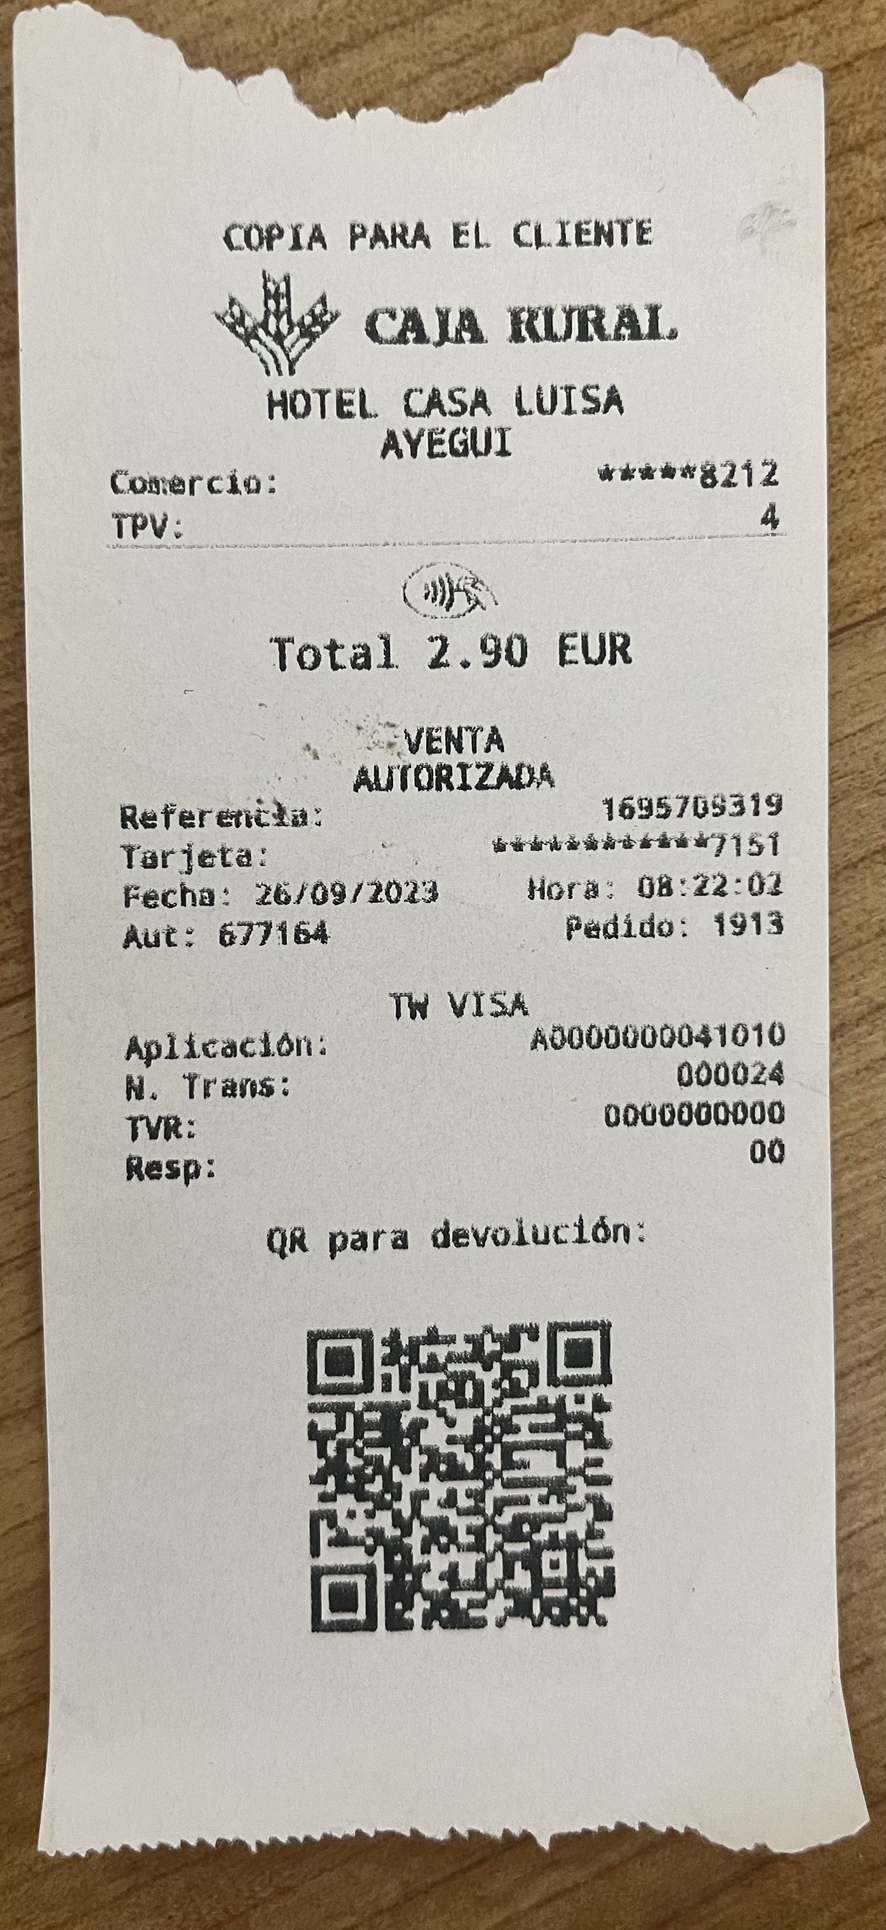 COPIA PARA EL CLIENTE
CAJA RURAL
HOTEL CASA LUISA
AYEGUI
Comercio: *****8212
TPV: 4
Total 2.90 EUR
VENTA
AUTORIZADA
Referencia: 1695709319
Tarjeta: ************7151
Fecha: 26/09/2023 Hora: 08:22:02
Aut: 677164 Pedido: 1913
TW VISA
Aplicación: A0000000041010
N. Trans: 000024
TVR: 0000000000
Resp: 00
QR para devolución: